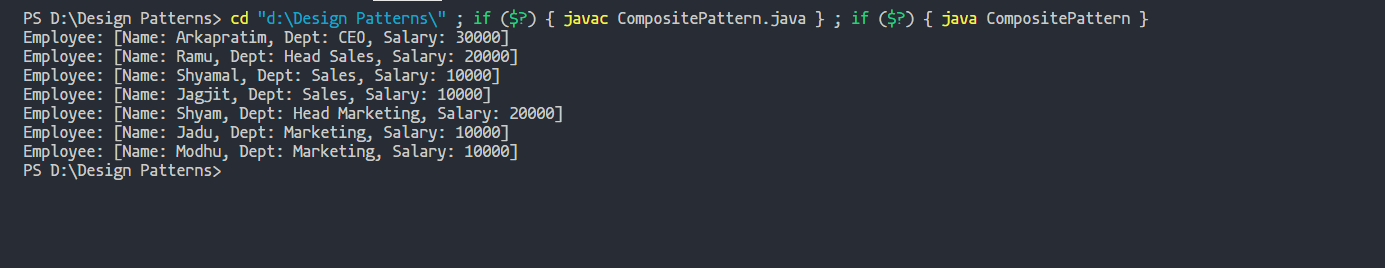 PS D:\Design Patterns> cd "d:\Design Patterns\" ; if ($?) { javac CompositePattern.java } ; if ($?) { java CompositePattern }
Employee: [Name: Arkapratim, Dept: CEO, Salary: 30000]
Employee: [Name: Ramu, Dept: Head Sales, Salary: 20000]
Employee: [Name: Shyamal, Dept: Sales, Salary: 10000]
Employee: [Name: Jagjit, Dept: Sales, Salary: 10000]
Employee: [Name: Shyam, Dept: Head Marketing, Salary: 20000]
Employee: [Name: Jadu, Dept: Marketing, Salary: 10000]
Employee: [Name: Modhu, Dept: Marketing, Salary: 10000]
PS D:\Design Patterns>